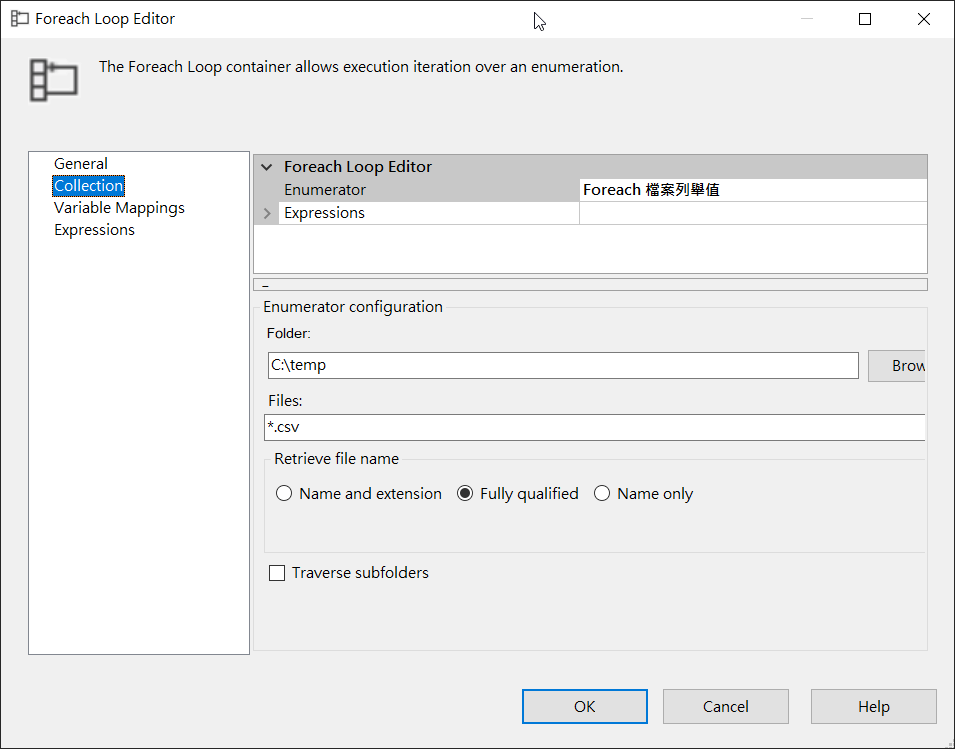 Foreach Loop Editor
The Foreach Loop container allows execution iteration over an enumeration.
General
Collection
Variable Mappings
Expressions
Foreach Loop Editor
Enumerator Foreach 檔案列舉值
Expressions
Enumerator configuration
Folder:
C:\temp
Brow
Files:
*.csv
Retrieve file name
Name and extension Fully qualified Name only
Traverse subfolders
OK Cancel Help